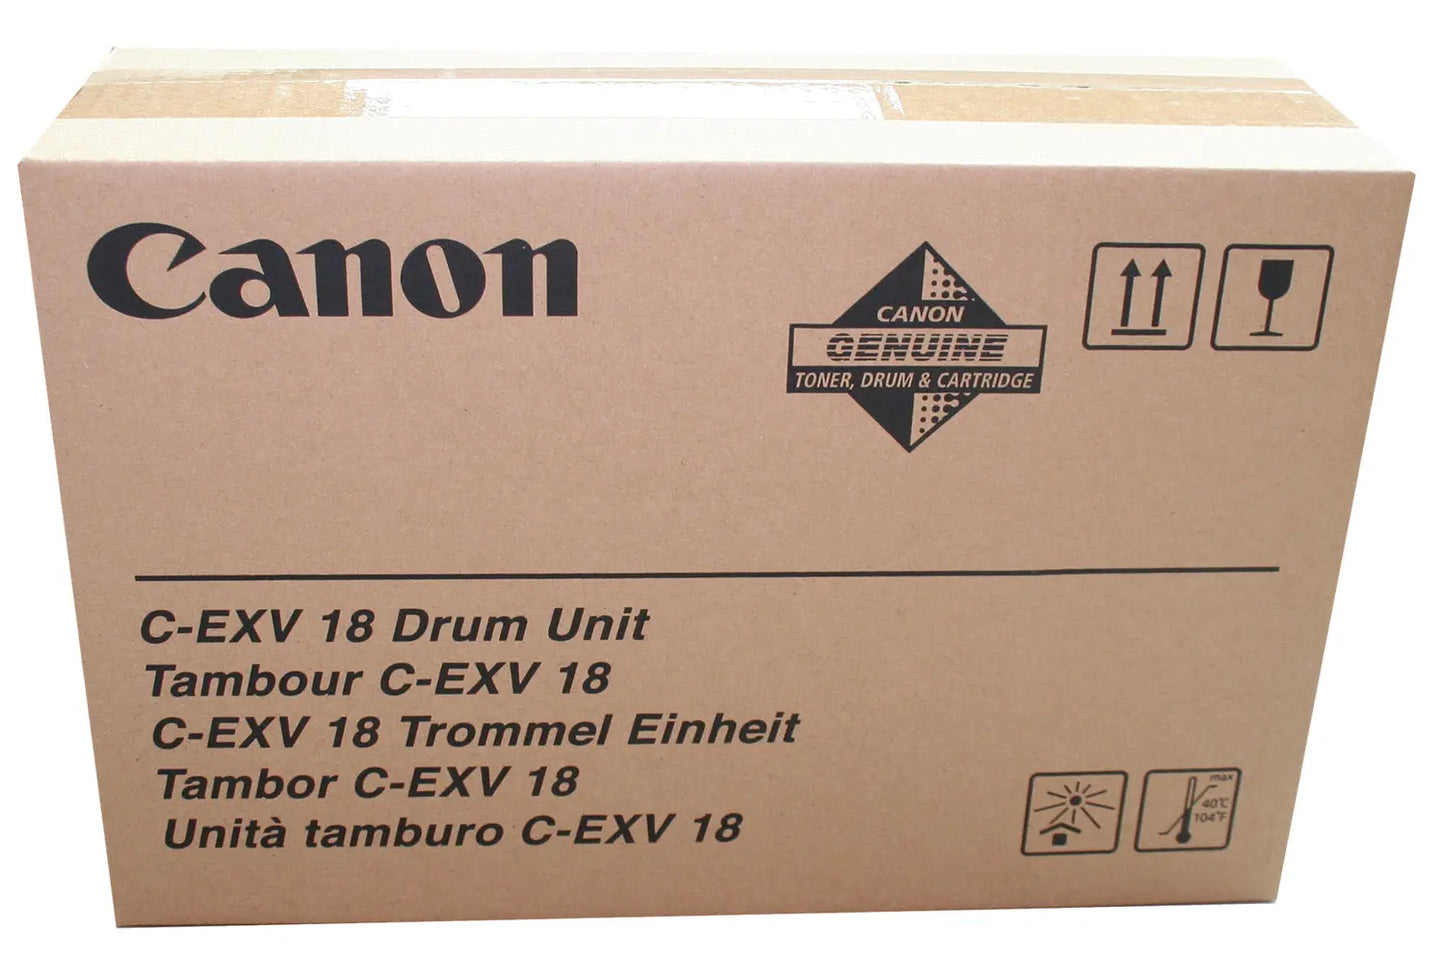 Canon
CANON
GENUINE
TONER, DRUM & CARTRIDGE
C-EXV 18 Drum Unit
Tambour C-EXV 18
C-EXV 18 Trommel Einheit
Tambor C-EXV 18
Unità tamburo C-EXV 18
max
40°C
104°F